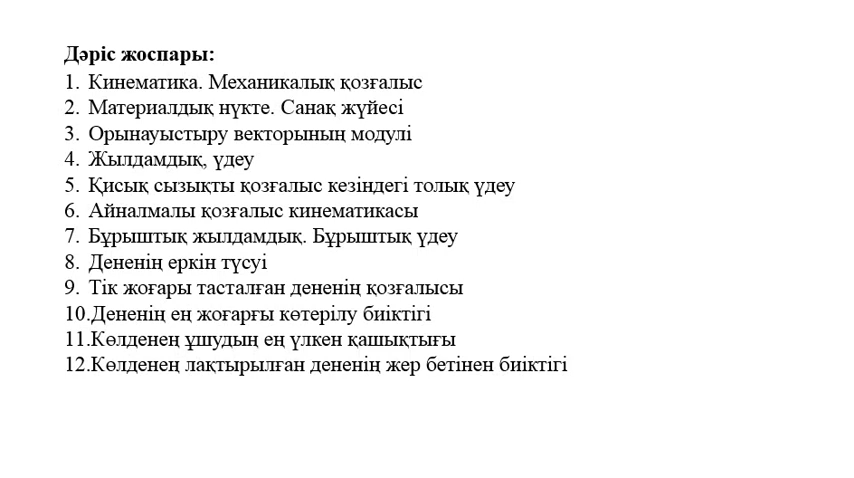 Дәріс жоспары:
1. Кинематика. Механикалық қозғалыс
2. Материалдық нүкте. Санақ жүйесі
3. Орынауыстыру векторының модулі
4. Жылдамдық, үдеу
5. Қисық сызықты қозғалыс кезіндегі толық үдеу
6. Айналмалы қозғалыс кинематикасы
7. Бұрыштық жылдамдық. Бұрыштық үдеу
8. Дененің еркін түсуі
9. Тік жоғары тасталған дененің қозғалысы
10.Дененің ең жоғарғы көтерілу биіктігі
11.Көлденең ұшудың ең үлкен қашықтығы
12.Көлденең лақтырылған дененің жер бетінен биіктігі